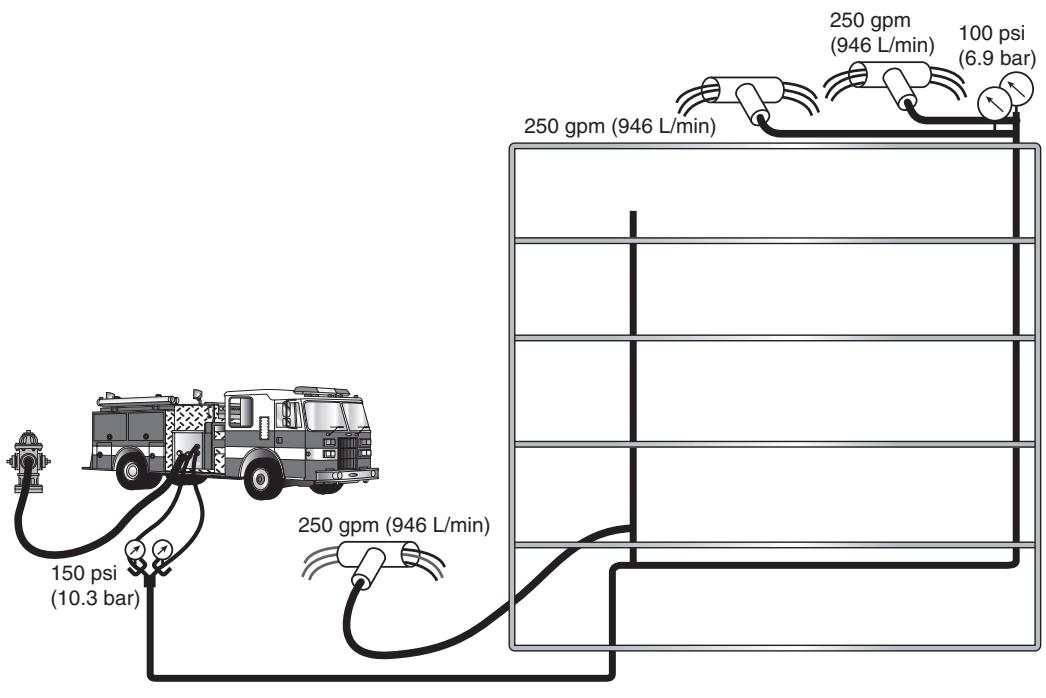 250 gpm
(946 L/min)
100 psi
(6.9 bar)
250 gpm (946 L/min)
250 gpm (946 L/min)
150 psi
(10.3 bar)